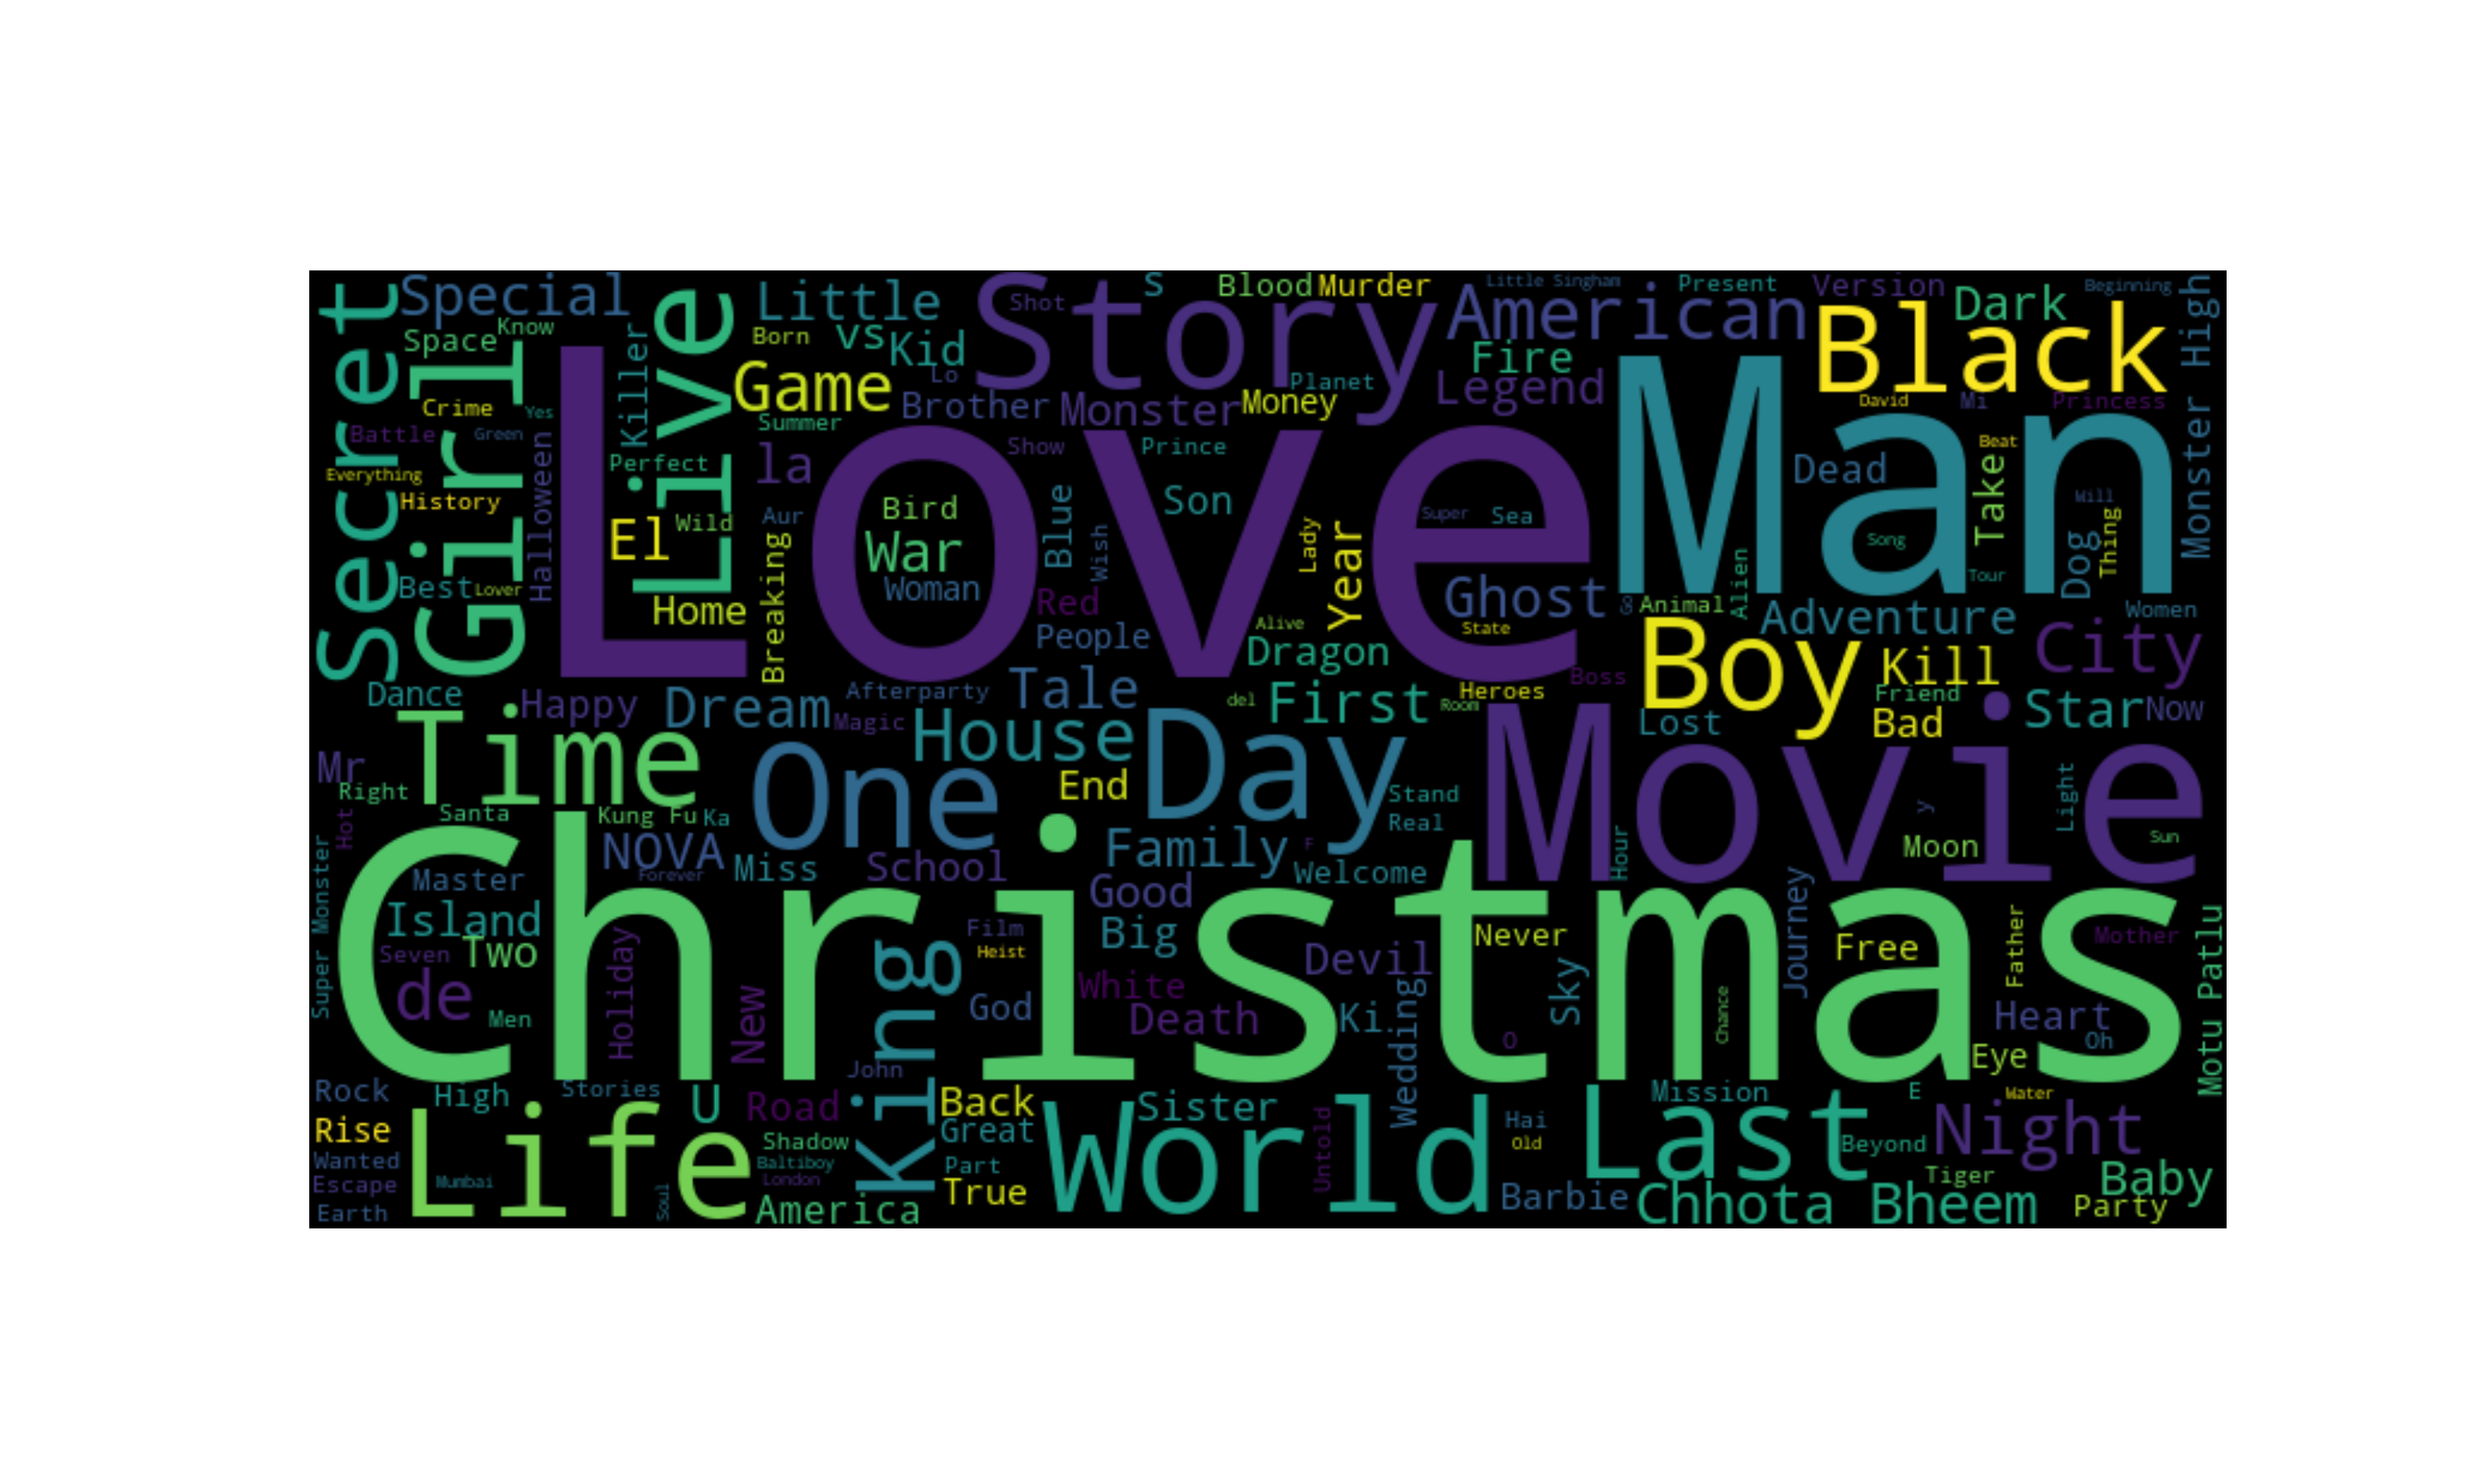 Secret
Special
Space
Know
Girl
Crime
Yes
Battle
Green
Everything
History
Halloween
Best
Lover
Killer
Live
Perfect
El
Wild
Home
Little
Born
vs
Kid
Game
Lo
Brother
Summer
la
Aur
Breaking
Love
Bird
War
Woman
Story
Shot
S
Blood
Murder
Planet
Monster
Money
Show
Prince
Son
Blue
Wish
Red
People
Lady
Year
Alive
Dragon
Little Singham
American
Fire
Legend
Super
Sea
Ghost
State
Present
Version
Dark
Beginning
Black
Monster High
David
Mi
Princess
Man
Dead
Beat
Take
Will
Thing
Dog
Song
Tour
Alien
&
Animal
Adventure
Women
Boy
Kill
City
Friend
Boss
Heroes
Room
Lost
Bad
Star
Now
Dance
Happy
Dream
Afterparty
Magic
Tale
del
First
House
Day
Time
Mr
Right
Hot
Santa
Kung Fu
Ka
One
End
Stand
Real
Movie
y
Light
Moon
Sun
Hour
NOVA
Forever
Miss
School
Family
F
Welcome
Good
Christmas
Master
Island
Super Monster
Seven
Two
de
Men
Holiday
New
King
Film
Heist
God
John
Big
White
Death
Devil
Ki
Wedding
Never
Sky
O
Chance
Journey
Free
Father
Mother
Heart
Oh
Eye
Motu Patlu
Rock
High
Stories
U
Road
Back
Sister
Mission
E
Water
Rise
Life
Shadow
Great
World
Untold
Hai
Old
Last
Beyond
Night
Wanted
Baltiboy
Part
Escape
Mumbai
London
True
Tiger
Baby
Earth
Soul
America
Barbie
Chhota Bheem
Party